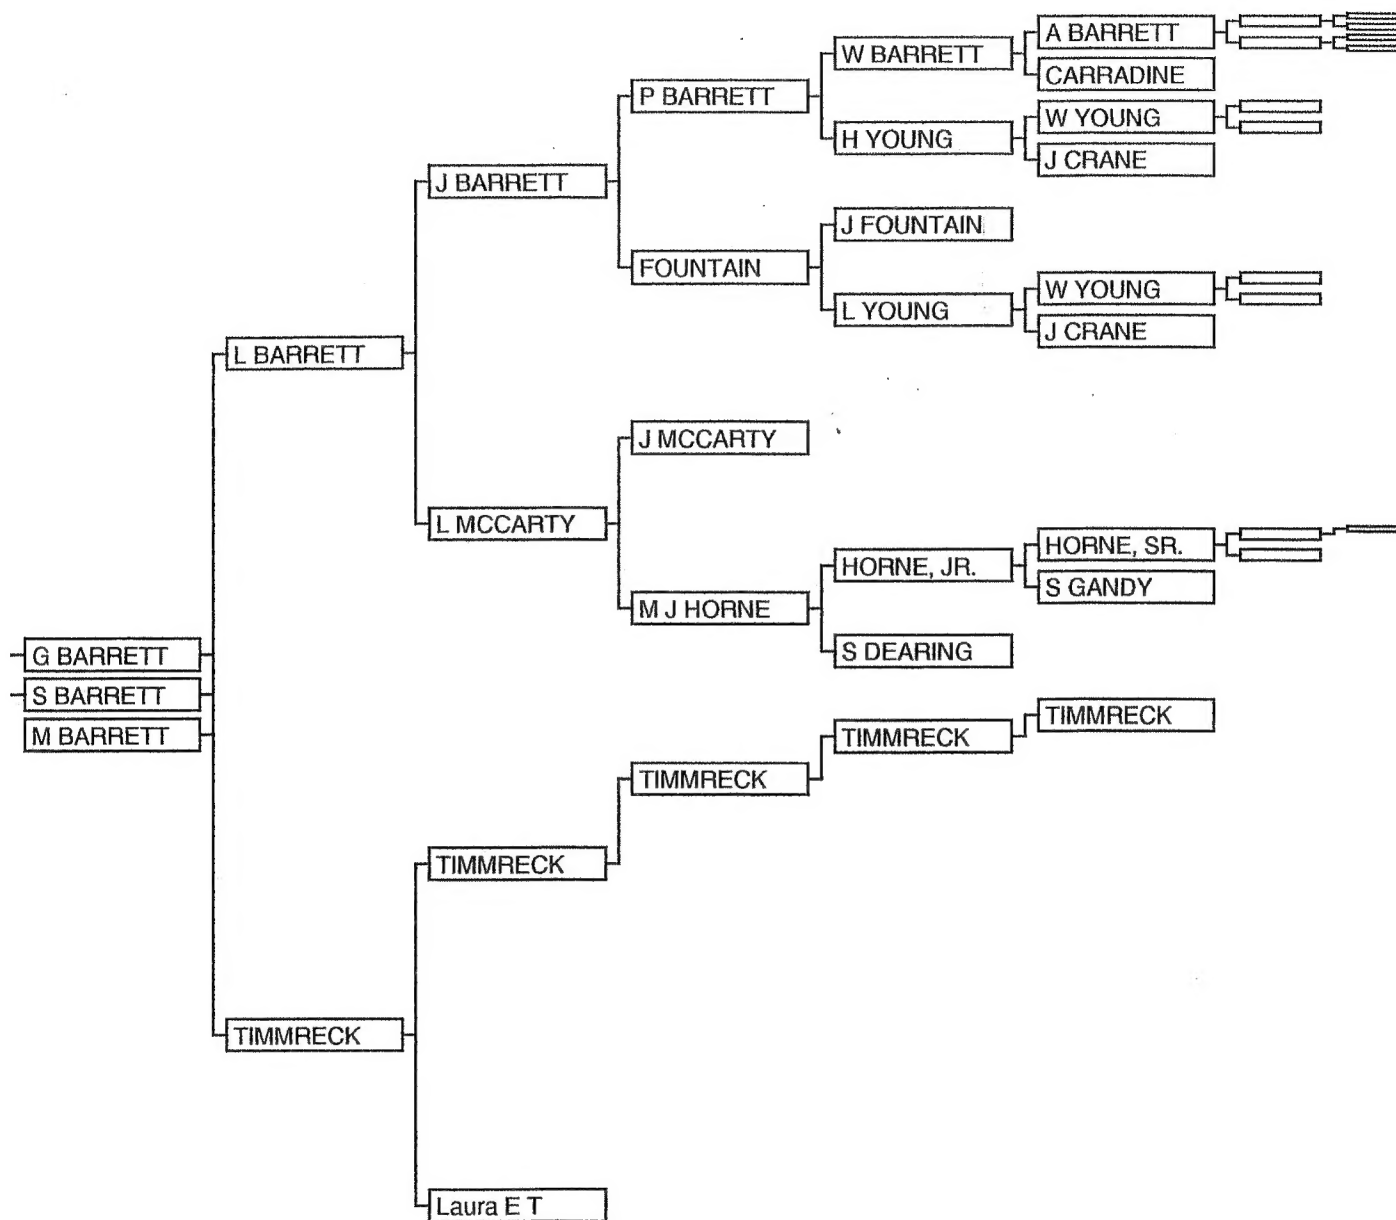 A BARRETT
W BARRETT
CARRADINE
P BARRETT
W YOUNG
H YOUNG
J CRANE
J BARRETT
J FOUNTAIN
FOUNTAIN
W YOUNG
L YOUNG
J CRANE
L BARRETT
J MCCARTY
L MCCARTY
HORNE, SR.
HORNE, JR.
S GANDY
M J HORNE
G BARRETT
S DEARING
S BARRETT
M BARRETT
TIMMRECK
TIMMRECK
TIMMRECK
TIMMRECK
TIMMRECK
Laura E T